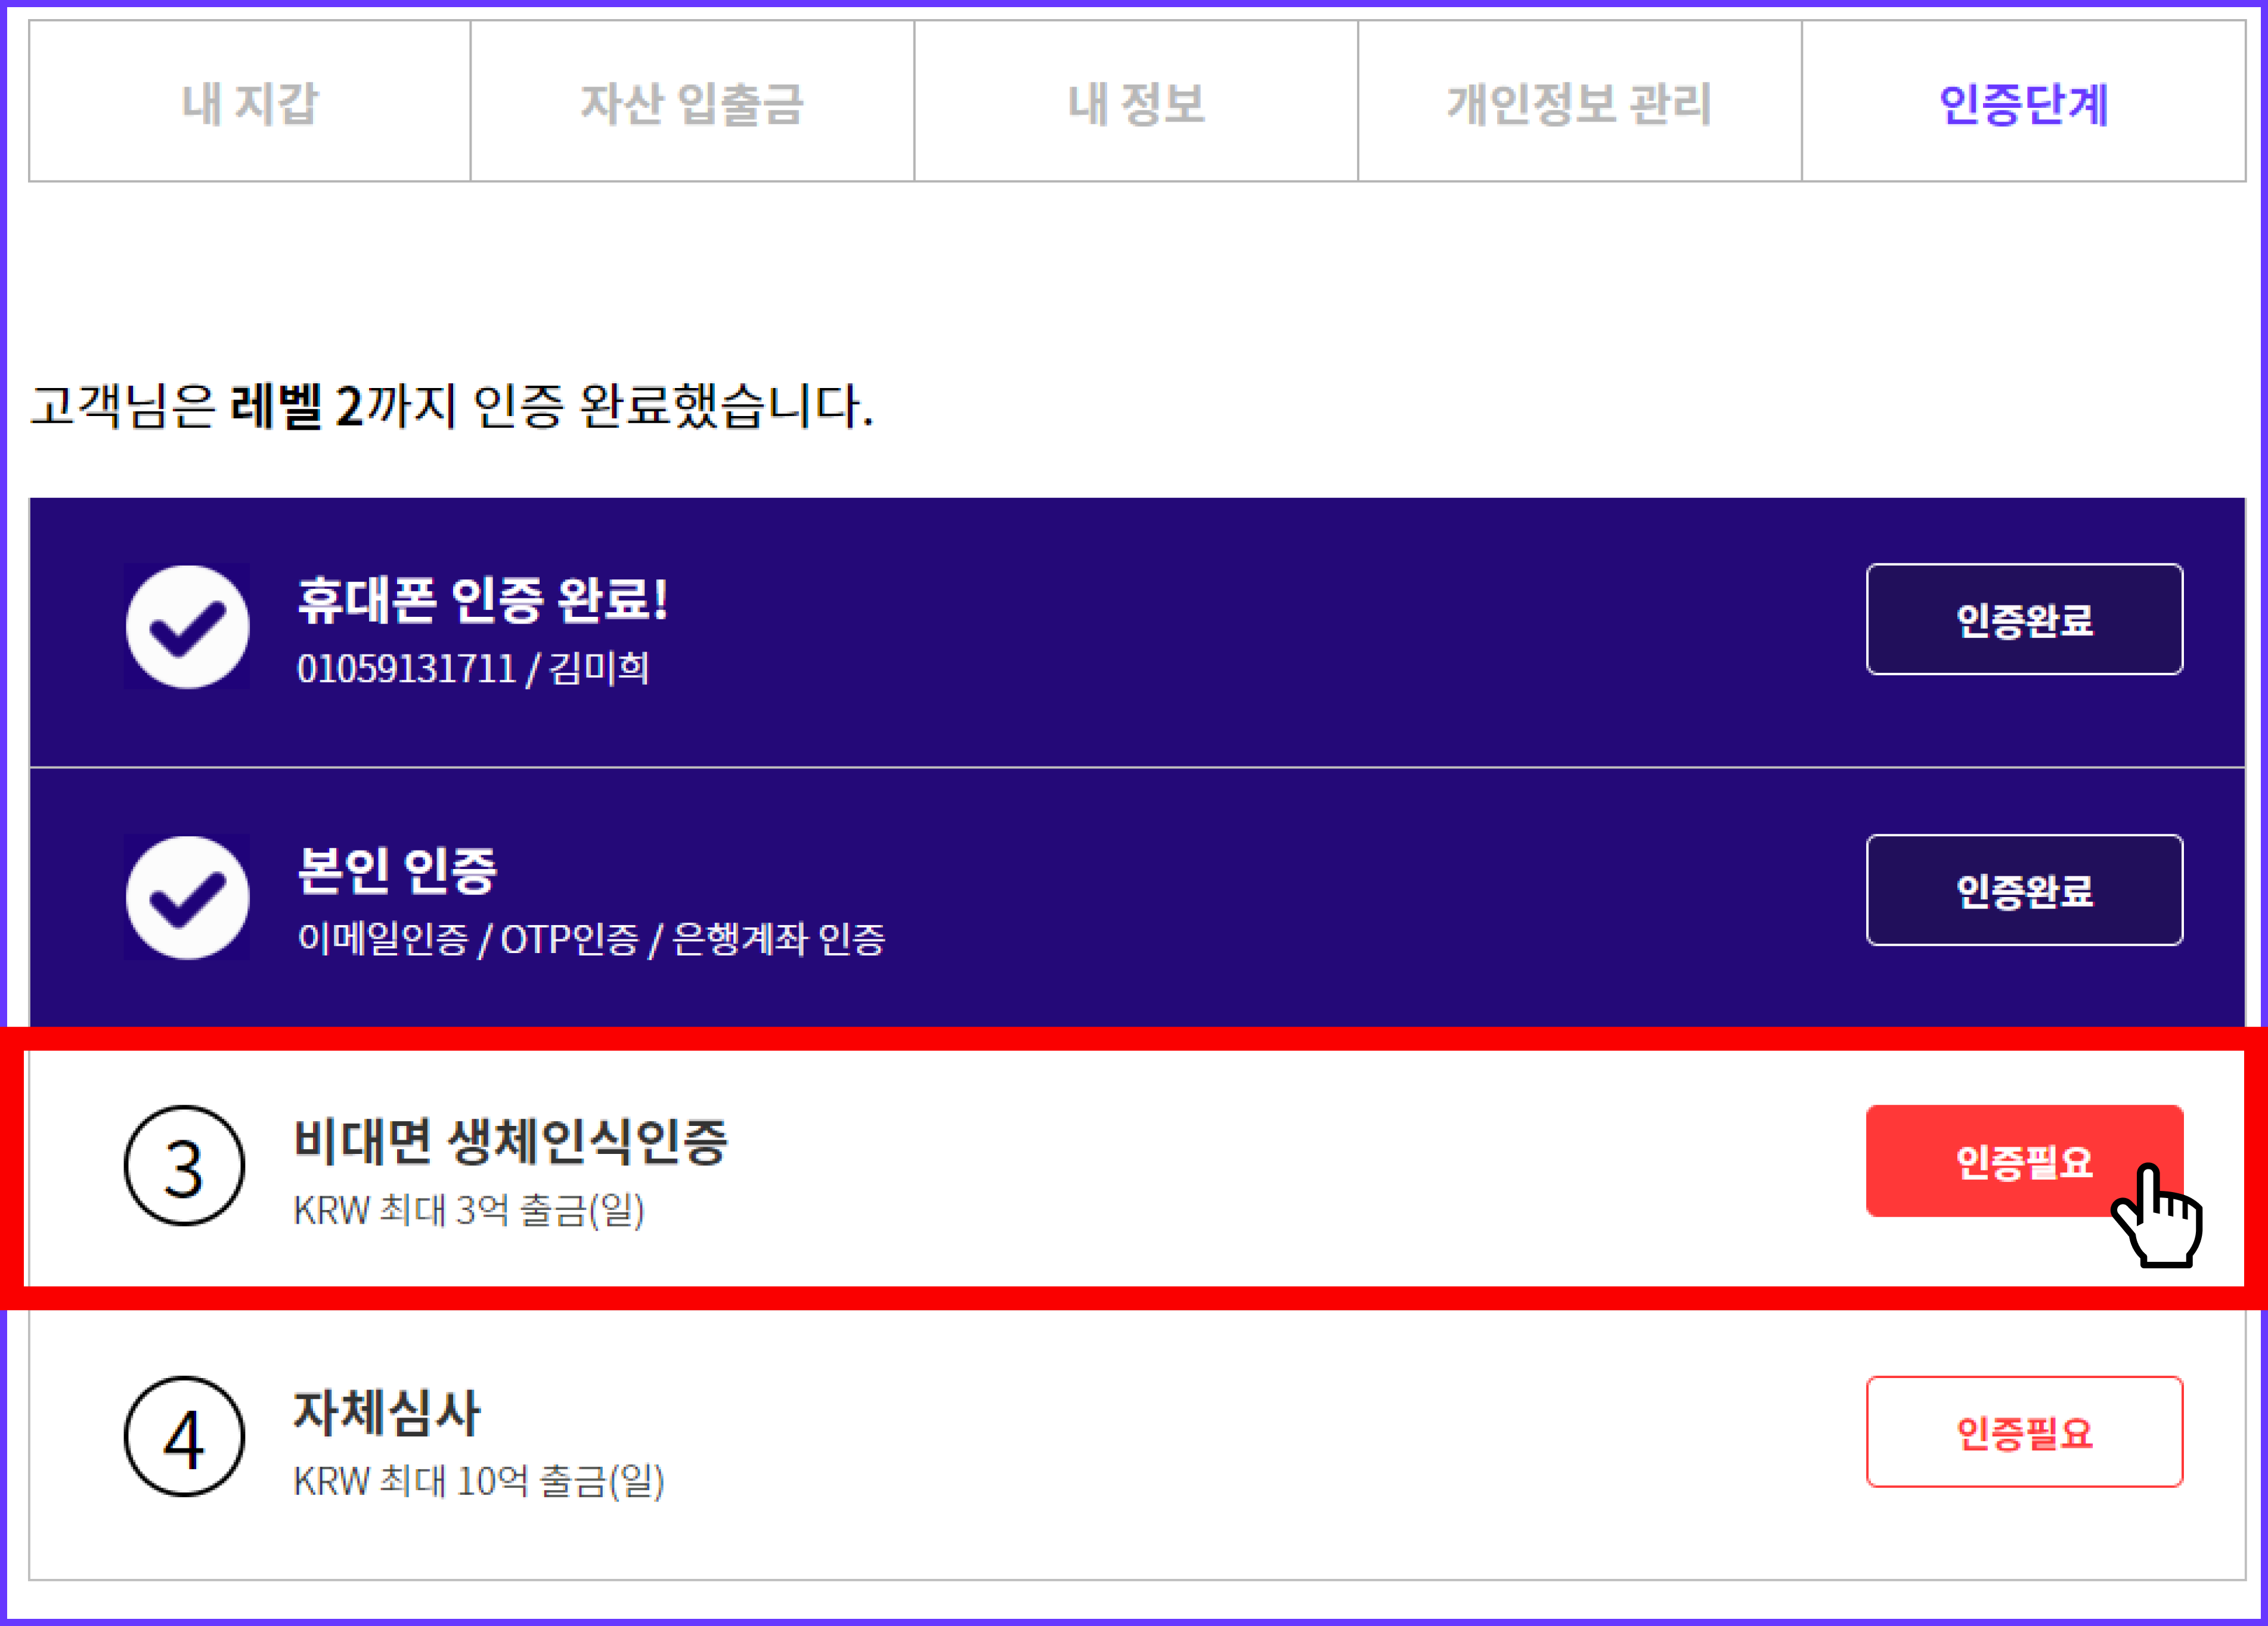 내 지갑
자산 입출금
내 정보
개인정보 관리
인증단계
고객님은 레벨 2까지 인증 완료했습니다.
휴대폰 인증 완료!
01059131711 / 김미희
인증완료
본인 인증
이메일인증 / OTP인증 / 은행계좌 인증
인증완료
3
비대면 생체인식인증
KRW 최대 3억 출금(일)
인증필요
4
자체심사
KRW 최대 10억 출금(일)
인증필요